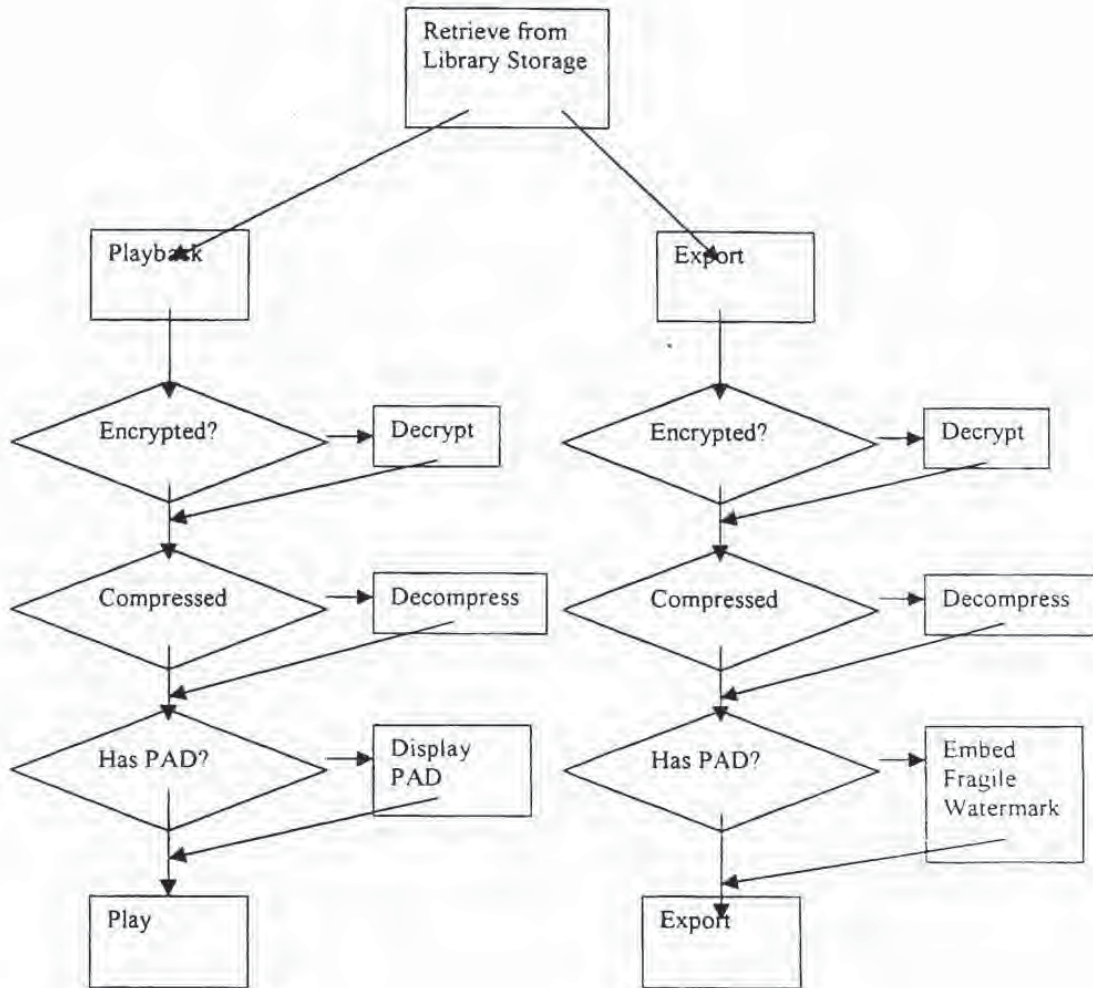 Retrieve from
Library Storage
Playback
Export
Encrypted?
Decrypt
Encrypted?
Decrypt
Compressed
Decompress
Compressed
Decompress
Has PAD?
Display
PAD
Has PAD?
Embed
Fragile
Watermark
Play
Export